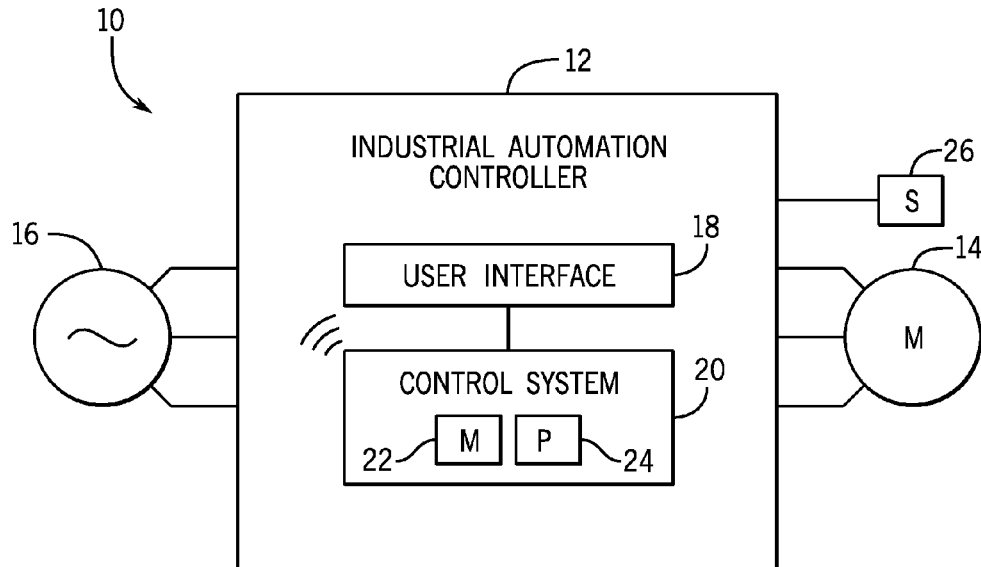 10
12
INDUSTRIAL AUTOMATION
CONTROLLER
26
S
16
18
14
USER INTERFACE
M
CONTROL SYSTEM
20
22
M
P
24